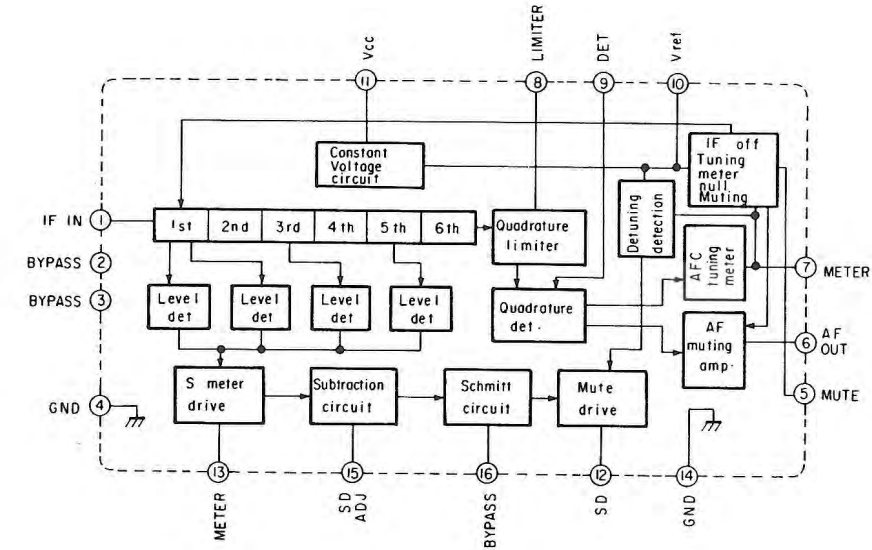 Vcc
LIMITER
DET
Vref
11
8
9
10
Constant
Voltage
circuit
IF off
Tuning
meter
null
Muting
Detuning
detection
IF IN
1
1st
2nd
3rd
4th
5th
6th
Quadrature
limiter
BYPASS
2
AFC
tuning
meter
7
METER
BYPASS
3
Level
det
Level
det
Level
det
Level
det
Quadrature
det.
AF
muting
amp.
6
AF
OUT
GND
4
S meter
drive
Subtraction
circuit
Schmitt
circuit
Mute
drive
5
MUTE
13
15
16
12
14
METER
SD
ADJ
BYPASS
SD
GND